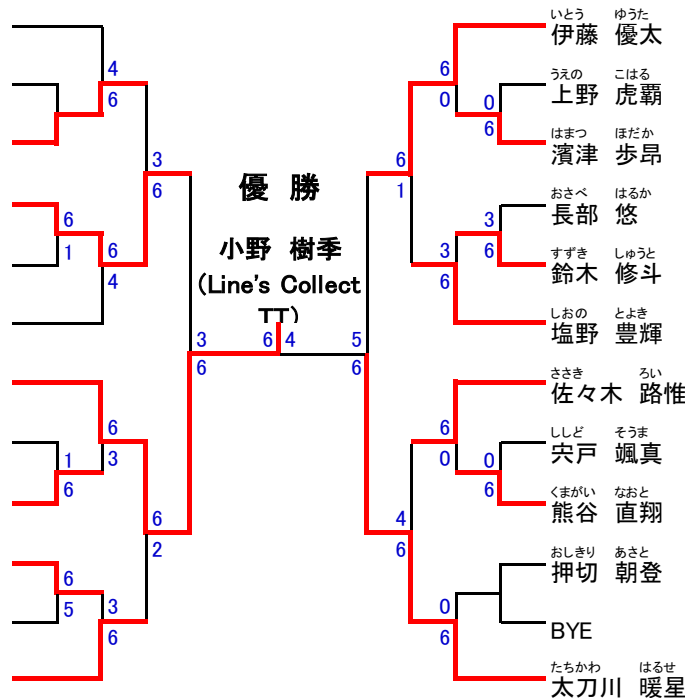 4
6
3
6
6
1
6
4
優 勝
小野 樹季
(Line's Collect
TT)
3
6
6
4
5
6
6
3
1
6
6
2
6
5
3
6
いとう ゆうた
伊藤 優太
6
0
うえの こはる
上野 虎覇
0
6
はまつ ほだか
濱津 歩昂
6
1
おさべ はるか
長部 悠
3
6
すずき しゅうと
鈴木 修斗
3
6
しおの とよき
塩野 豊輝
ささき ろい
佐々木 路惟
6
0
ししど そうま
宍戸 颯真
0
6
くまがい なおと
熊谷 直翔
4
6
おしきり あさと
押切 朝登
0
6
BYE
たちかわ はるせ
太刀川 暖星